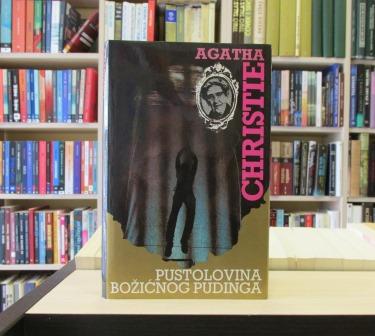 AGATHA
CHRISTIE
PUSTOLOVINA
BOŽIĆNOG PUDINGA